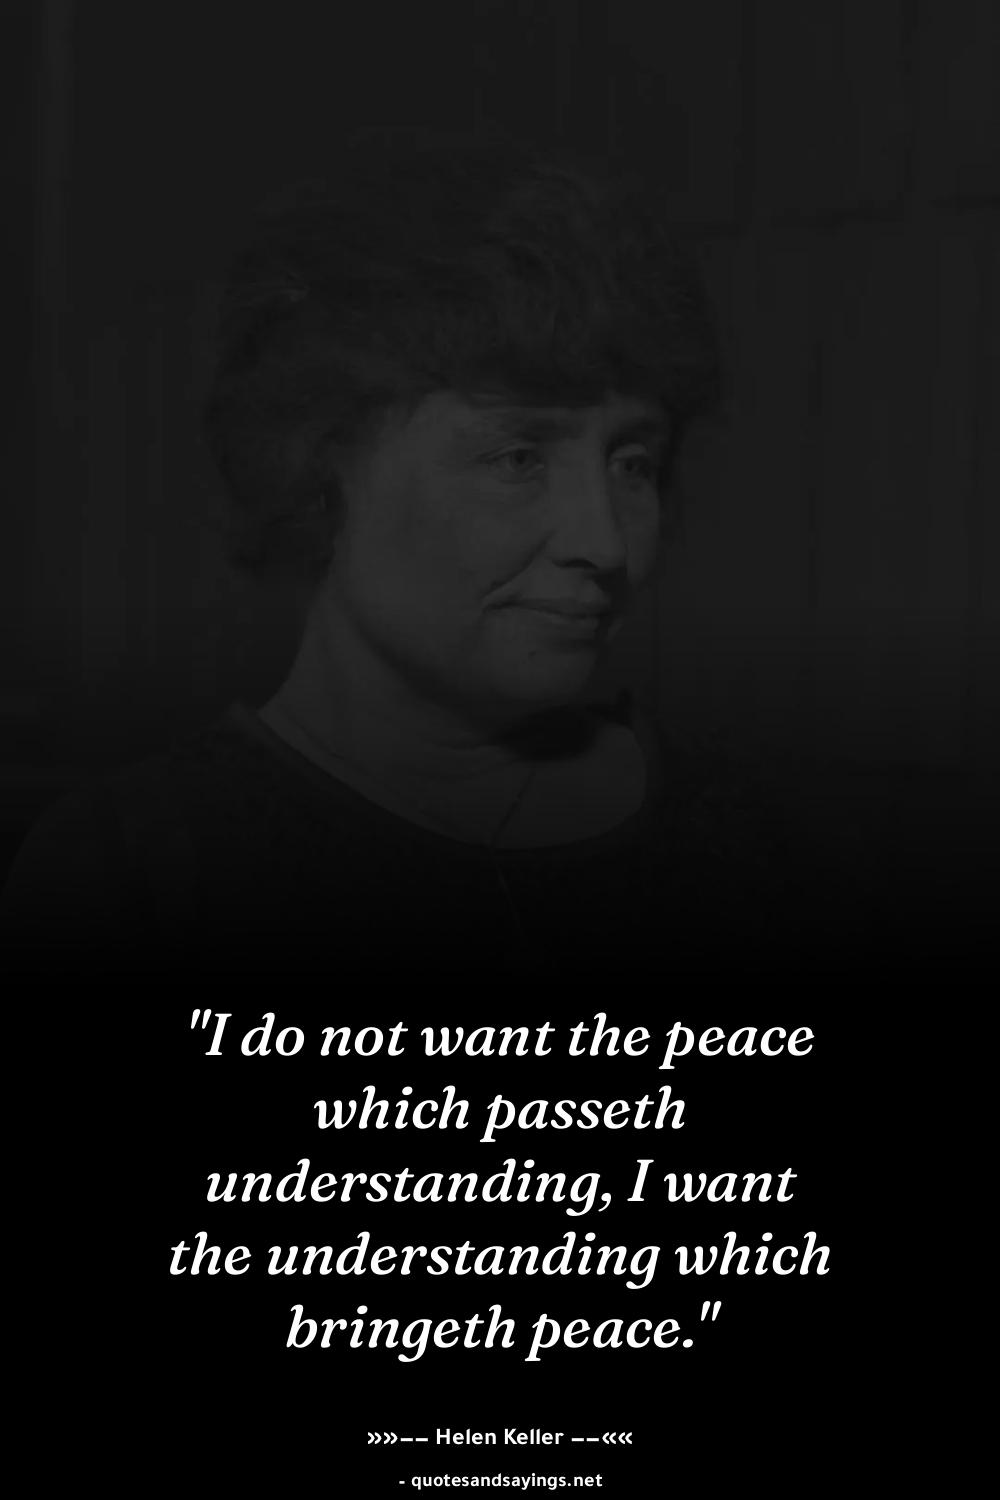 "I do not want the peace
which passeth
understanding, I want
the understanding which
bringeth peace."
»»—— Helen Keller ——««
- quotesandsayings.net